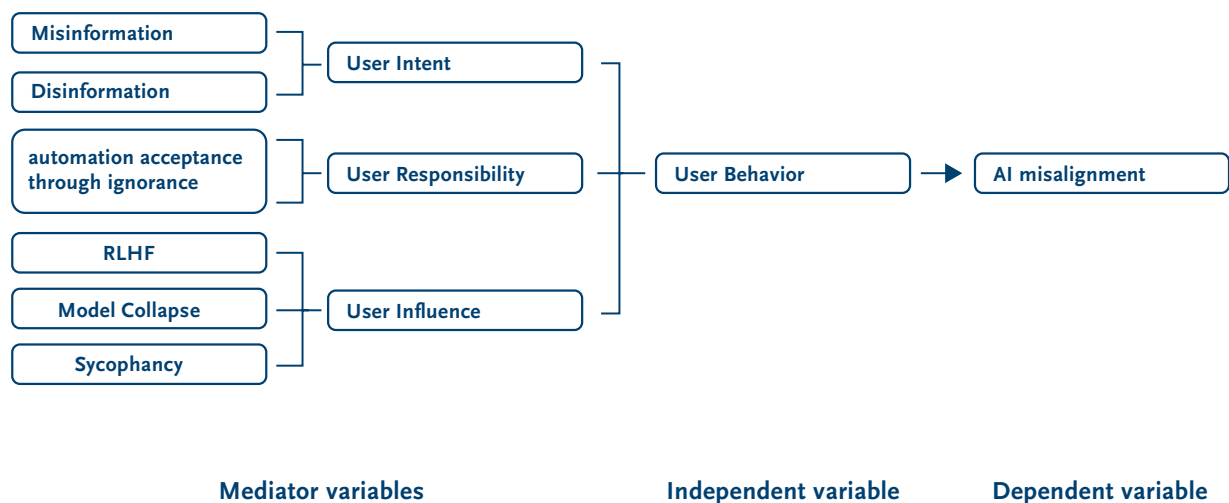 Misinformation
Disinformation
User Intent
automation acceptance
through ignorance
User Responsibility
User Behavior
AI misalignment
RLHF
Model Collapse
User Influence
Sycophancy
Mediator variables
Independent variable
Dependent variable